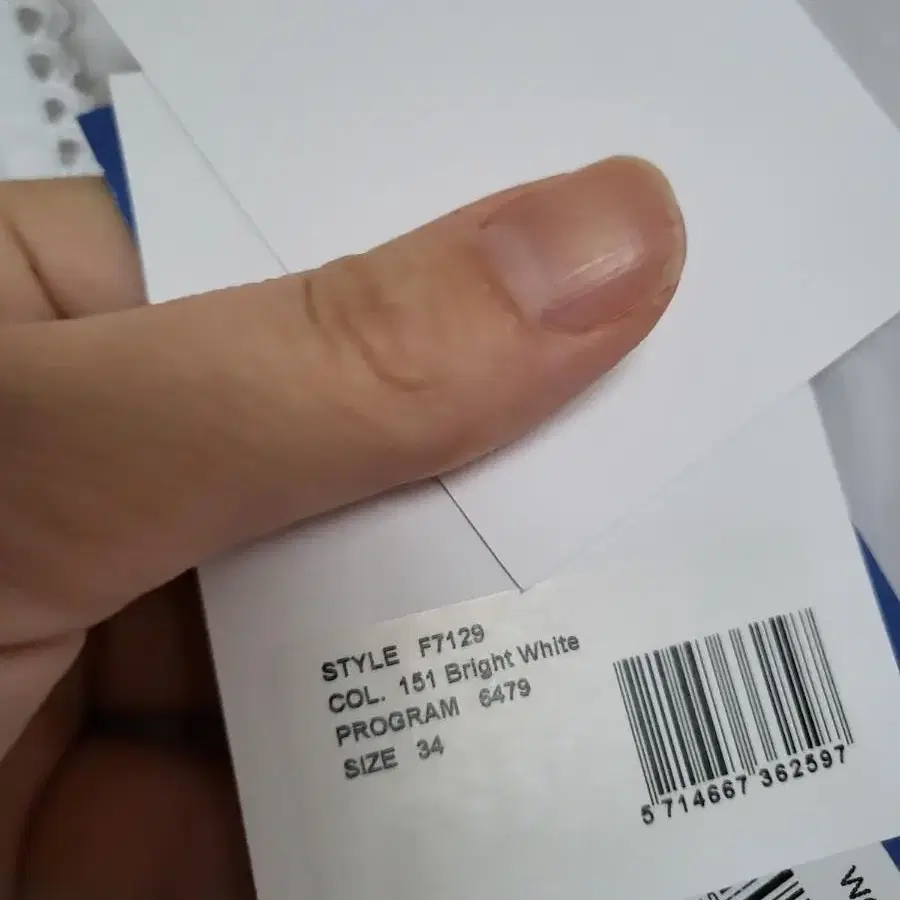 STYLE F7129
COL. 151 Bright White
PROGRAM 6479
SIZE 34
5 714667 362597